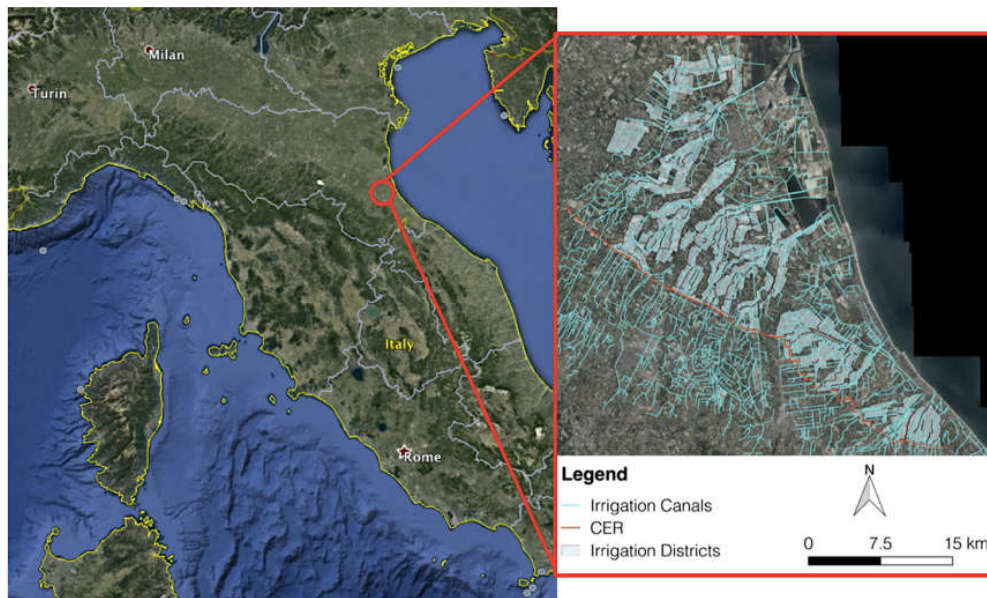 Milan
Turin
Italy
Rome
Legend
Irrigation Canals
CER
Irrigation Districts
N
0 7.5 15 km